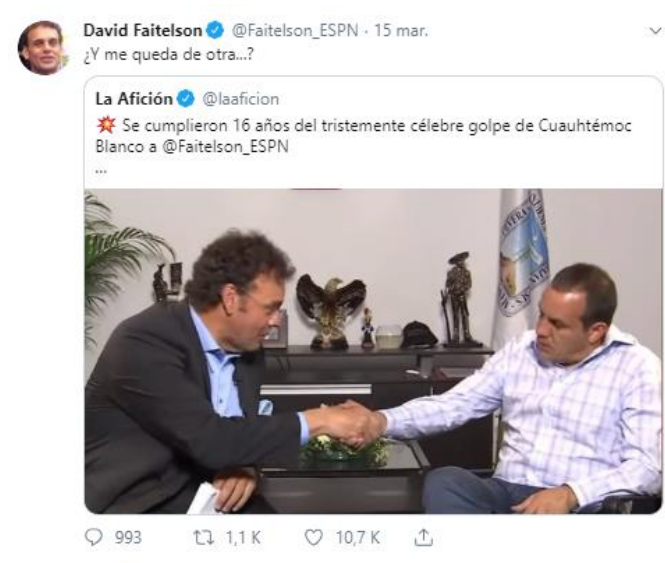 David Faitelson @Faitelson_ESPN · 15 mar.
¿Y me queda de otra...?
La Afición @laaficion
💥 Se cumplieron 16 años del tristemente célebre golpe de Cuauhtémoc
Blanco a @Faitelson_ESPN
...
993 1,1 K 10,7 K